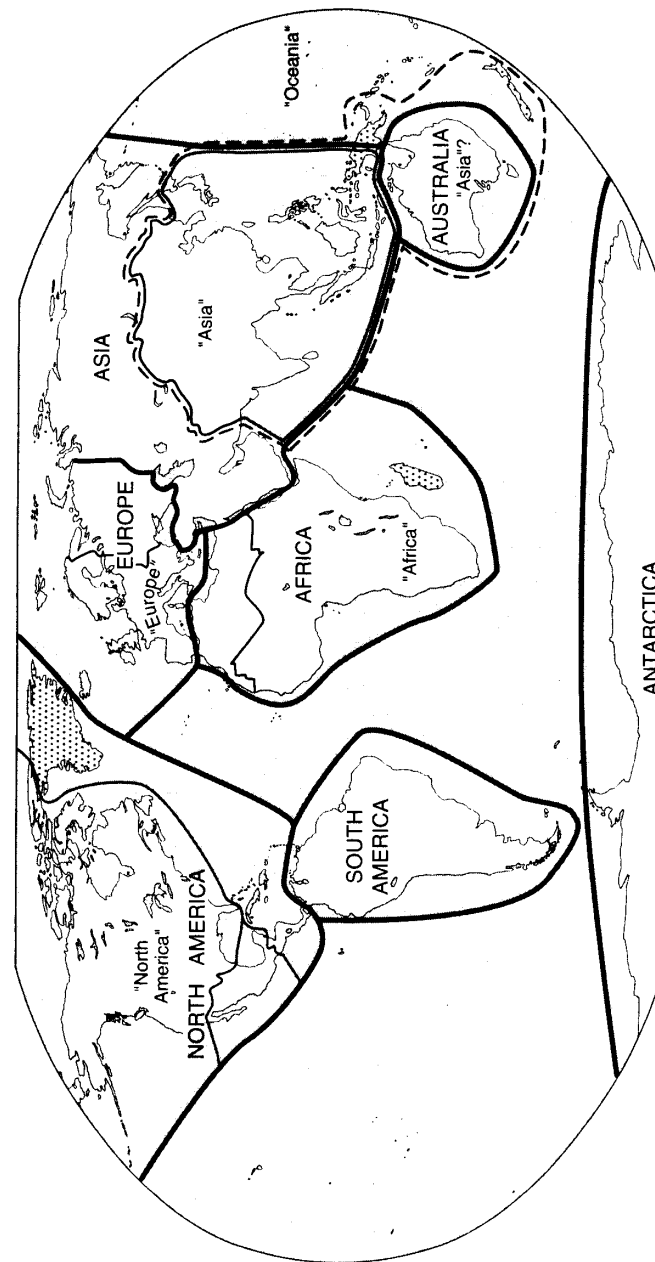 "North
America"
NORTH AMERICA
SOUTH
AMERICA
EUROPE
"Europe"
AFRICA
"Africa"
ASIA
"Asia"
"Oceania"
AUSTRALIA
"Asia"?
ANTARCTICA